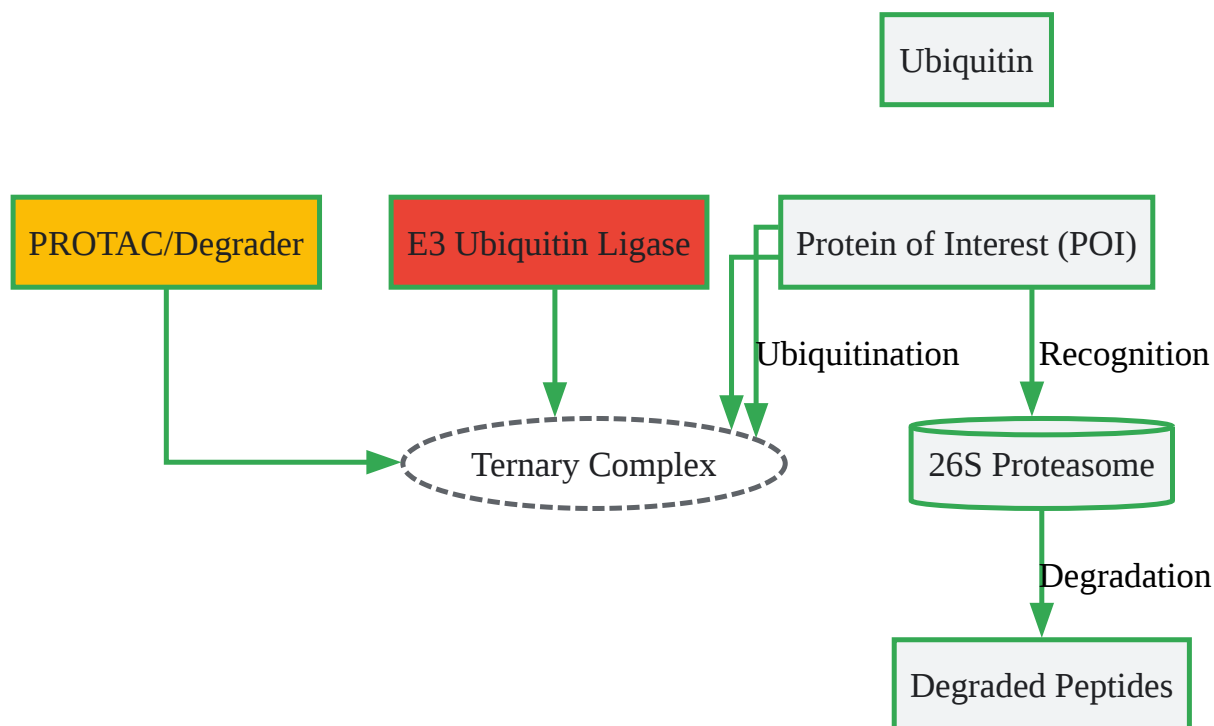 Ubiquitin
PROTAC/Degrader
E3 Ubiquitin Ligase
Protein of Interest (POI)
Ubiquitination
Recognition
Ternary Complex
26S Proteasome
Degradation
Degraded Peptides